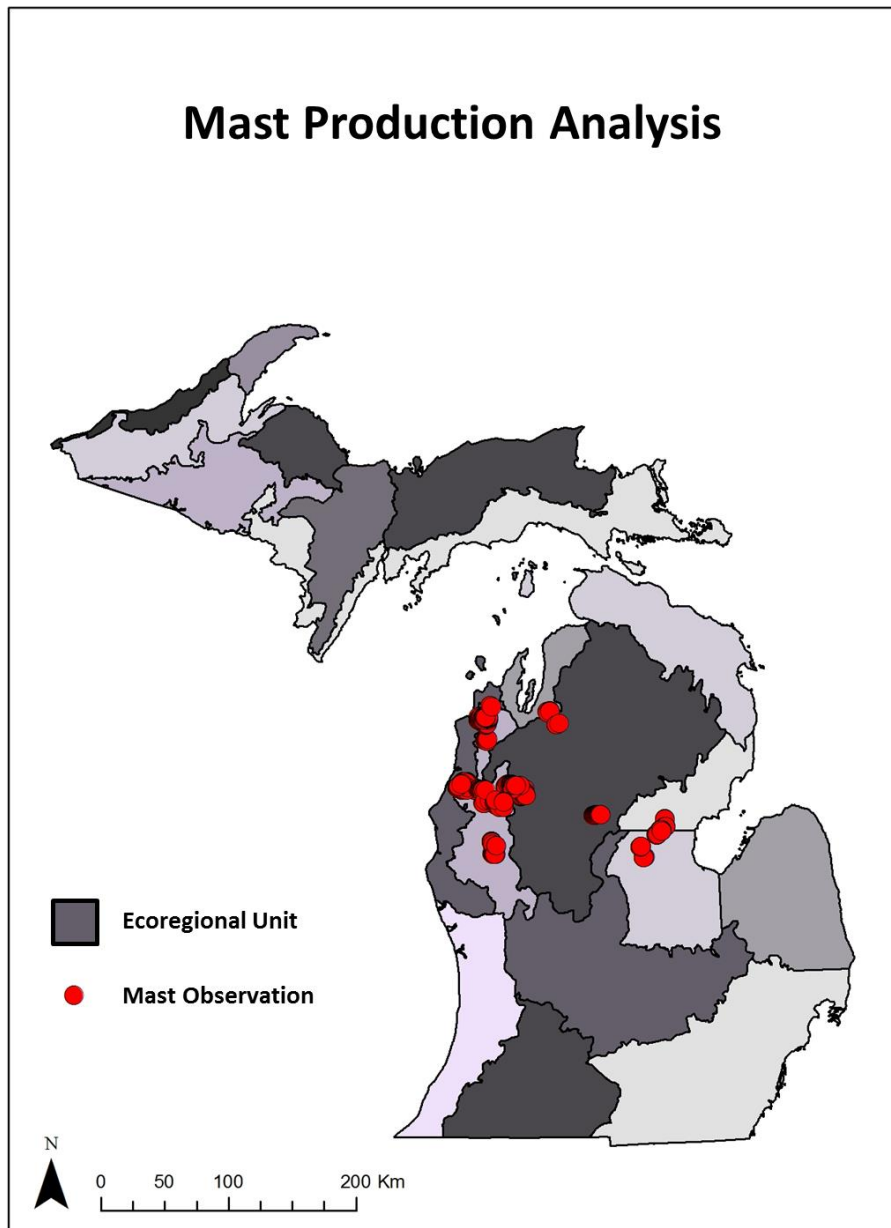 Mast Production Analysis
Ecoregional Unit
Mast Observation
N
0 50 100 200 Km